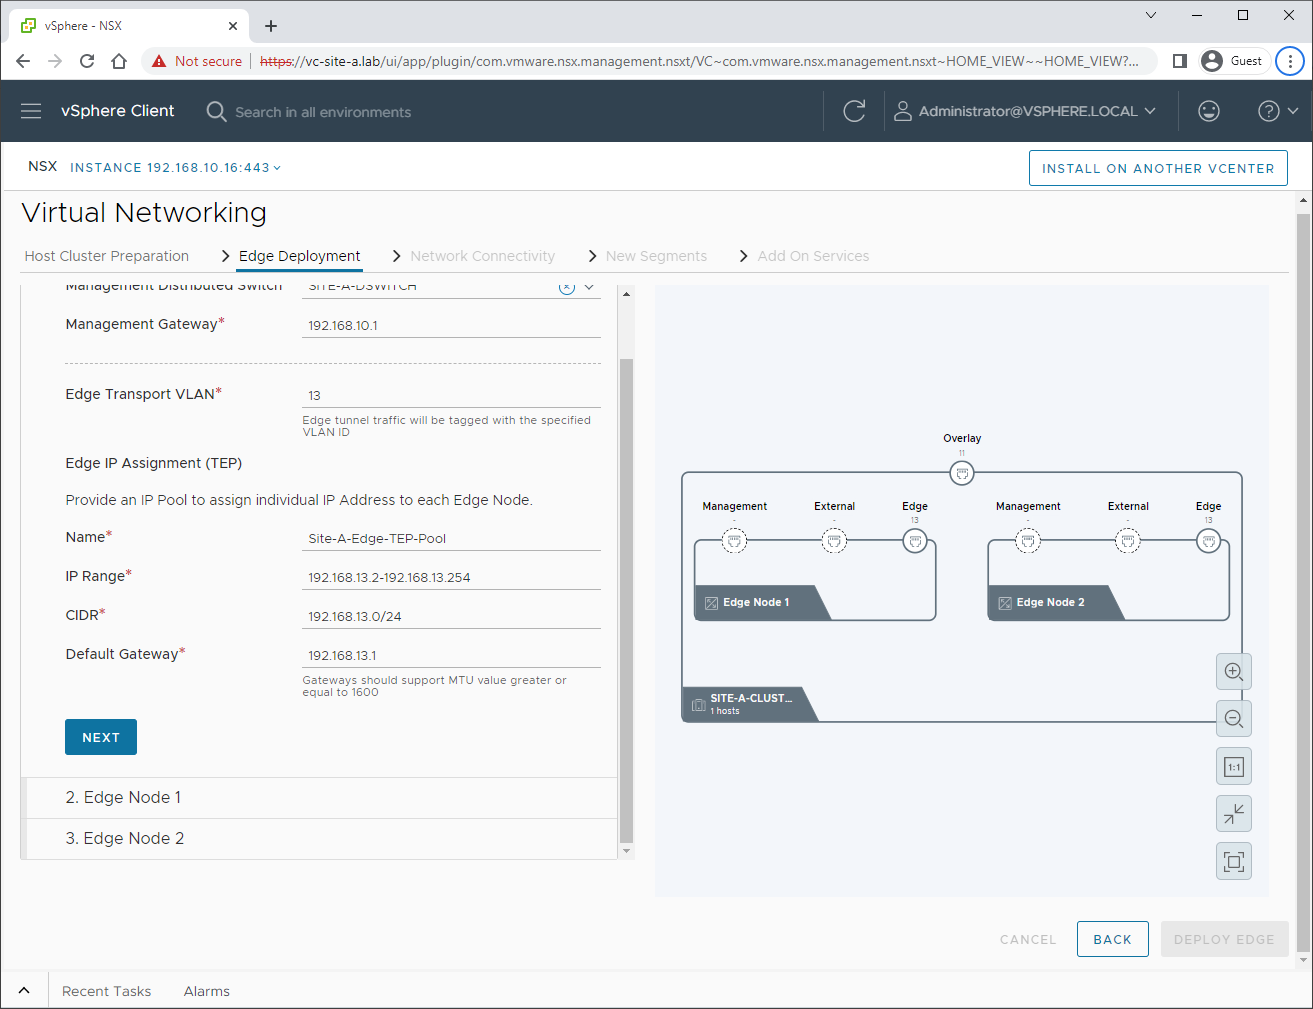 vSphere - NSX
Not secure
https://vc-site-a.lab/ui/app/plugin/com.vmware.nsx.management.nsxt/VC~com.vmware.nsx.management.nsxt~HOME_VIEW~~HOME_VIEW?...
Guest
vSphere Client
Search in all environments
Administrator@VSPHERE.LOCAL
NSX
INSTANCE 192.168.10.16:443
INSTALL ON ANOTHER VCENTER
Virtual Networking
Host Cluster Preparation
Edge Deployment
Network Connectivity
New Segments
Add On Services
Management Distributed Switch
SITE-A-DSWITCH
Management Gateway*
192.168.10.1
Edge Transport VLAN*
13
Edge tunnel traffic will be tagged with the specified
VLAN ID
Edge IP Assignment (TEP)
Provide an IP Pool to assign individual IP Address to each Edge Node.
Name*
Site-A-Edge-TEP-Pool
IP Range*
192.168.13.2-192.168.13.254
CIDR*
192.168.13.0/24
Default Gateway*
192.168.13.1
Gateways should support MTU value greater or
equal to 1600
NEXT
2. Edge Node 1
3. Edge Node 2
Overlay
11
Management
-
External
-
Edge
13
Edge Node 1
Management
-
External
-
Edge
13
Edge Node 2
SITE-A-CLUST...
1 hosts
1:1
CANCEL
BACK
DEPLOY EDGE
Recent Tasks
Alarms